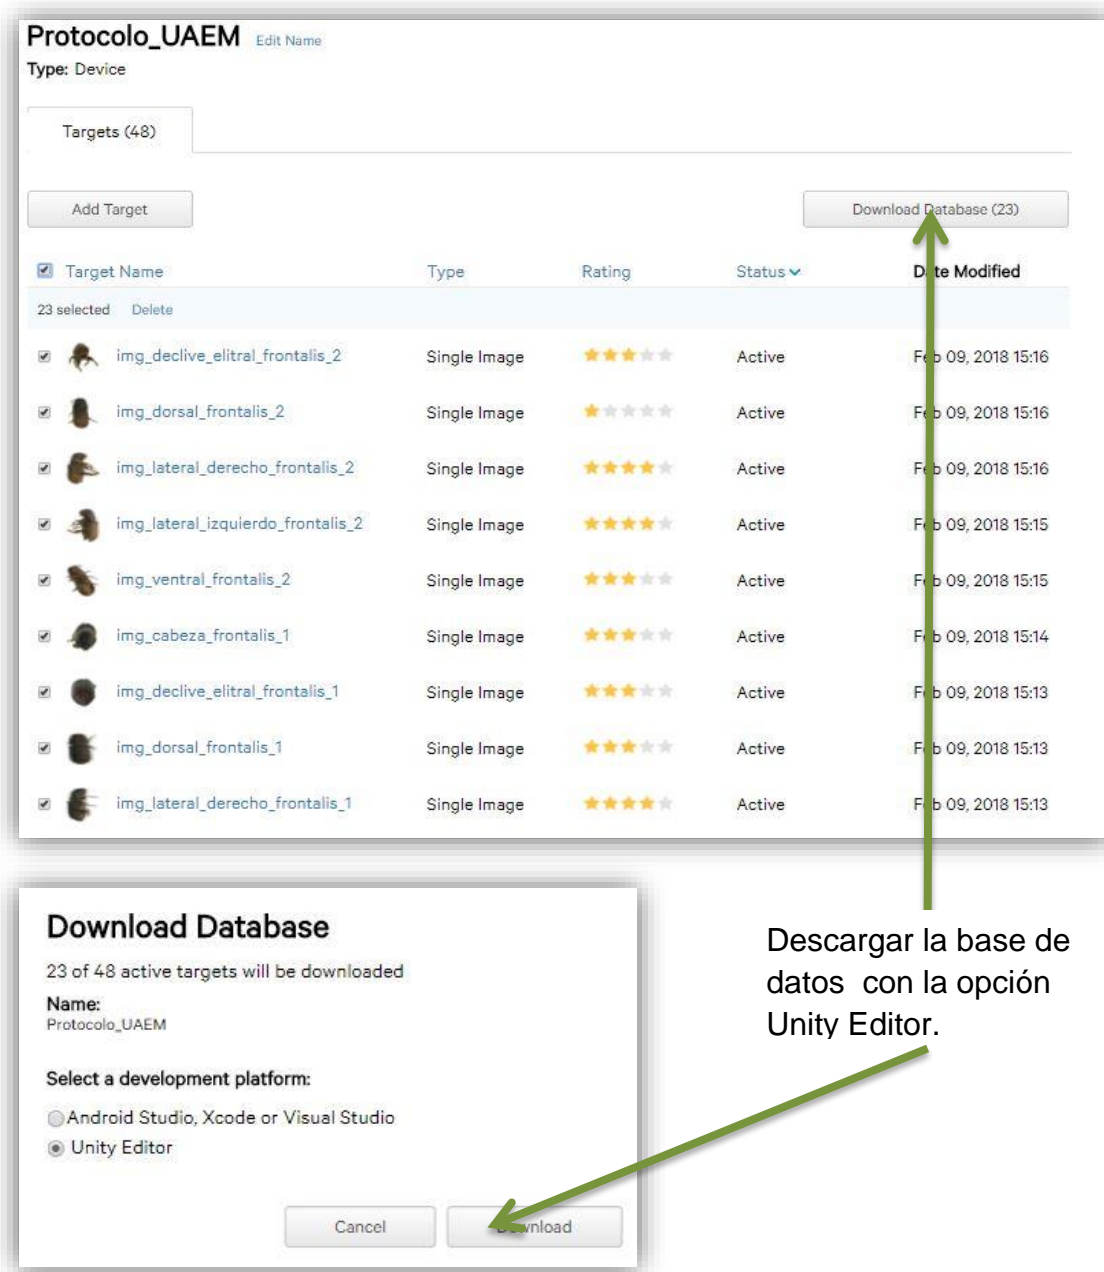 Protocolo_UAEM Edit Name
Type: Device
Targets (48)
Add Target Download Database (23)
Target Name Type Rating Status Date Modified
23 selected Delete
img_declive_elitral_frontalis_2 Single Image Active Feb 09, 2018 15:16
img_dorsal_frontalis_2 Single Image Active Feb 09, 2018 15:16
img_lateral_derecho_frontalis_2 Single Image Active Feb 09, 2018 15:16
img_lateral_izquierdo_frontalis_2 Single Image Active Feb 09, 2018 15:15
img_ventral_frontalis_2 Single Image Active Feb 09, 2018 15:15
img_cabeza_frontalis_1 Single Image Active Feb 09, 2018 15:14
img_declive_elitral_frontalis_1 Single Image Active Feb 09, 2018 15:13
img_dorsal_frontalis_1 Single Image Active Feb 09, 2018 15:13
img_lateral_derecho_frontalis_1 Single Image Active Feb 09, 2018 15:13
Download Database
23 of 48 active targets will be downloaded
Name:
Protocolo_UAEM
Select a development platform:
Android Studio, Xcode or Visual Studio
Unity Editor
Cancel Download
Descargar la base de
datos con la opción
Unity Editor.